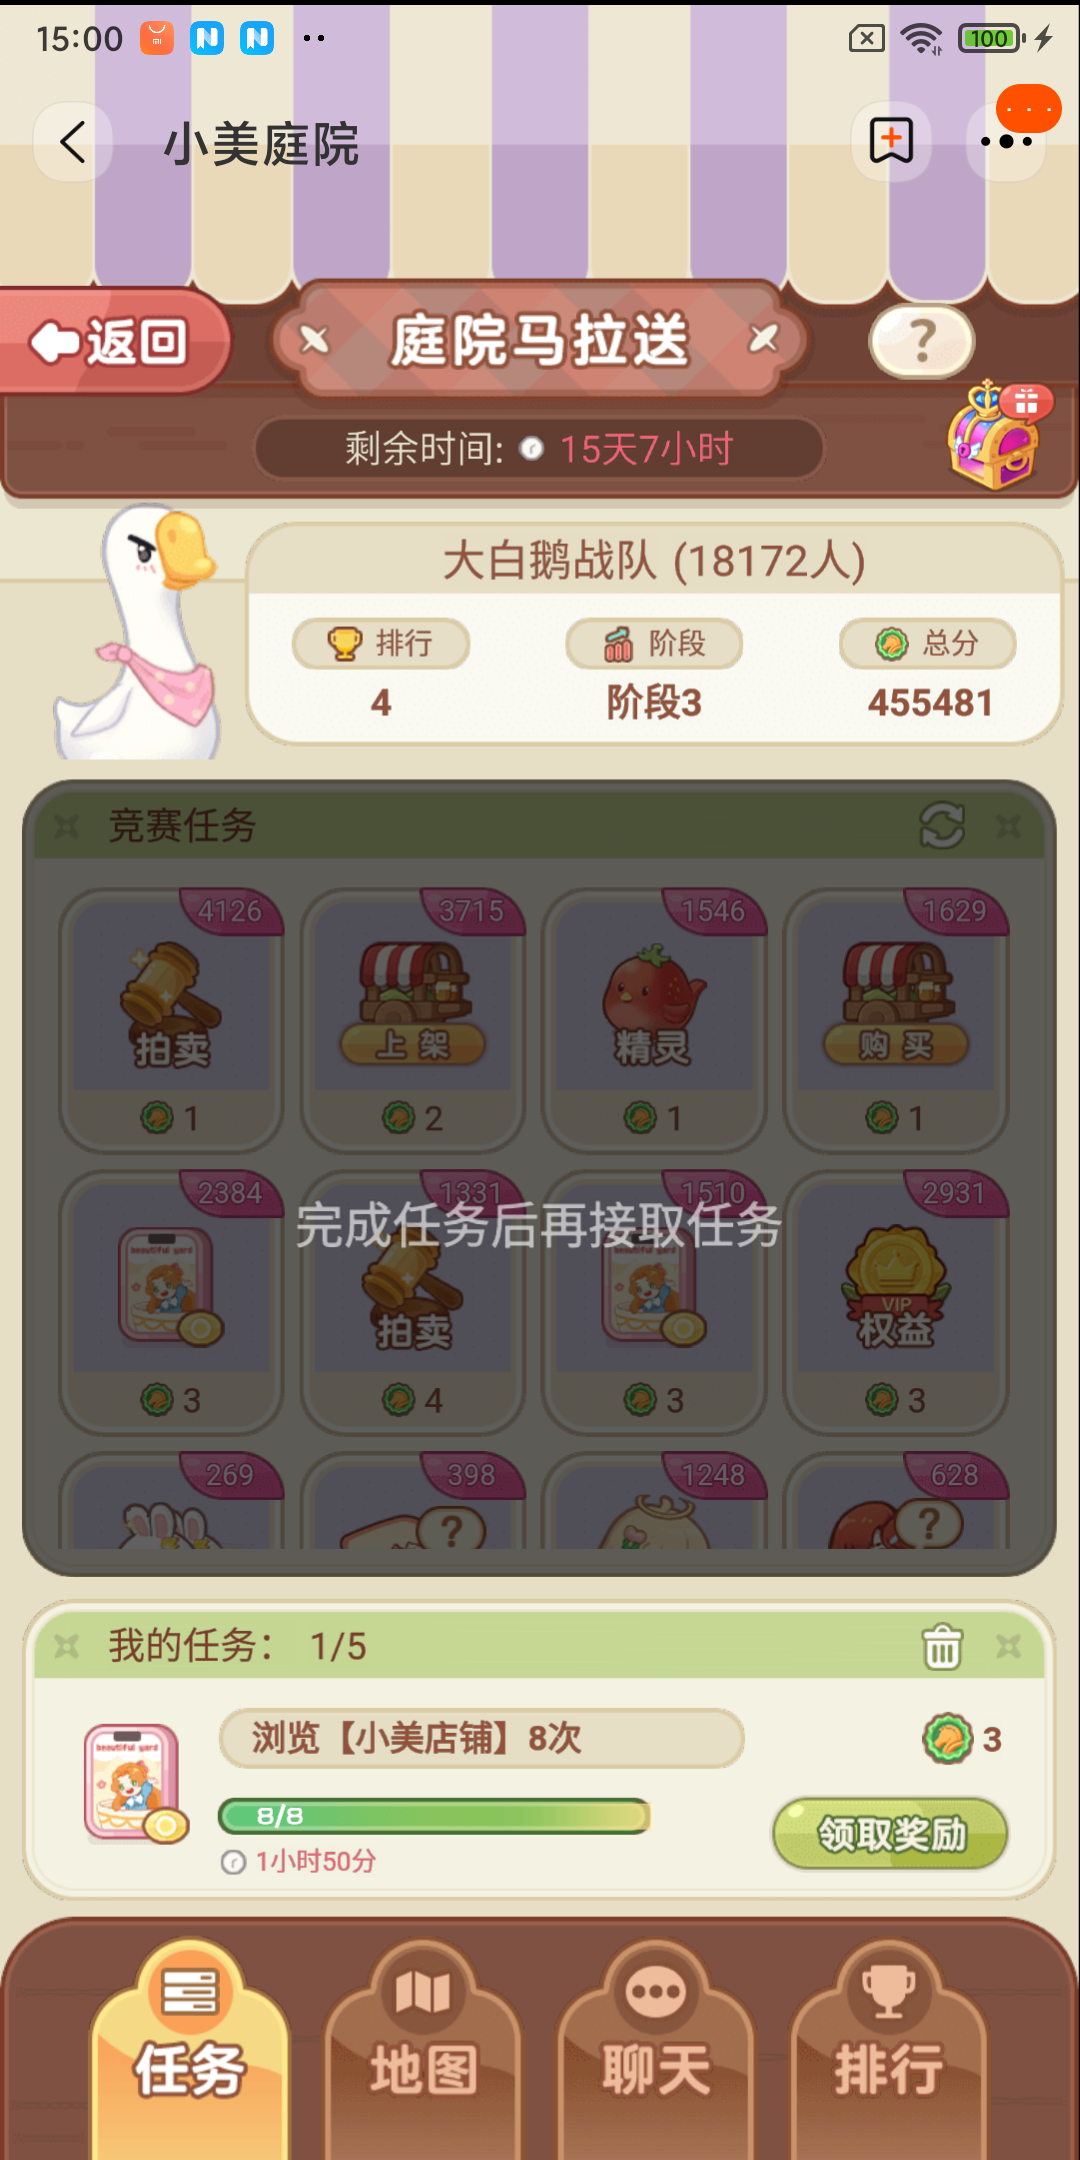 15:00
100
小美庭院
返回
庭院马拉送
?
剩余时间: 15天7小时
大白鹅战队 (18172人)
排行 阶段 总分
4 阶段3 455481
竞赛任务
4126 3715 1546 1629
拍卖 上架 精灵 购买
1 2 1 1
2384 1331 1510 2931
完成任务后再接取任务
beautiful yard 拍卖 beautiful yard VIP 权益
3 4 3 3
269 398 1248 628
? ?
我的任务： 1/5
beautiful yard
浏览【小美店铺】8次 3
8/8
领取奖励
1小时50分
任务 地图 聊天 排行